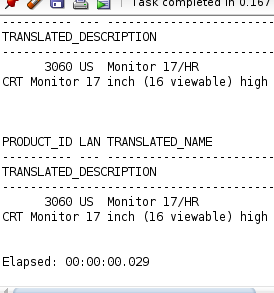 Task completed in 0.167
---------- --- -----------------------------------
TRANSLATED_DESCRIPTION
--------------------------------------------------
3060 US Monitor 17/HR
CRT Monitor 17 inch (16 viewable) high
PRODUCT_ID LAN TRANSLATED_NAME
---------- --- -----------------------
TRANSLATED_DESCRIPTION
--------------------------------------
3060 US Monitor 17/HR
CRT Monitor 17 inch (16 viewable) high
Elapsed: 00:00:00.029